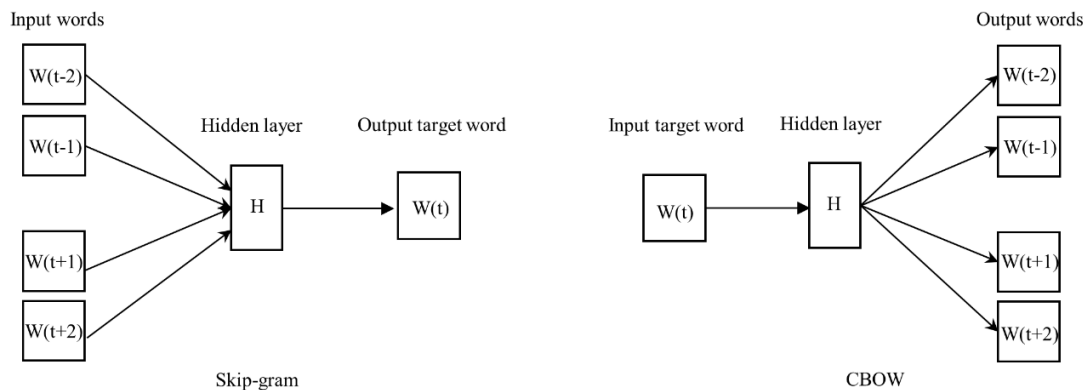 Input words
W(t-2)
W(t-1)
W(t+1)
W(t+2)
Hidden layer
H
Output target word
W(t)
Skip-gram
Input target word
W(t)
Hidden layer
H
Output words
W(t-2)
W(t-1)
W(t+1)
W(t+2)
CBOW